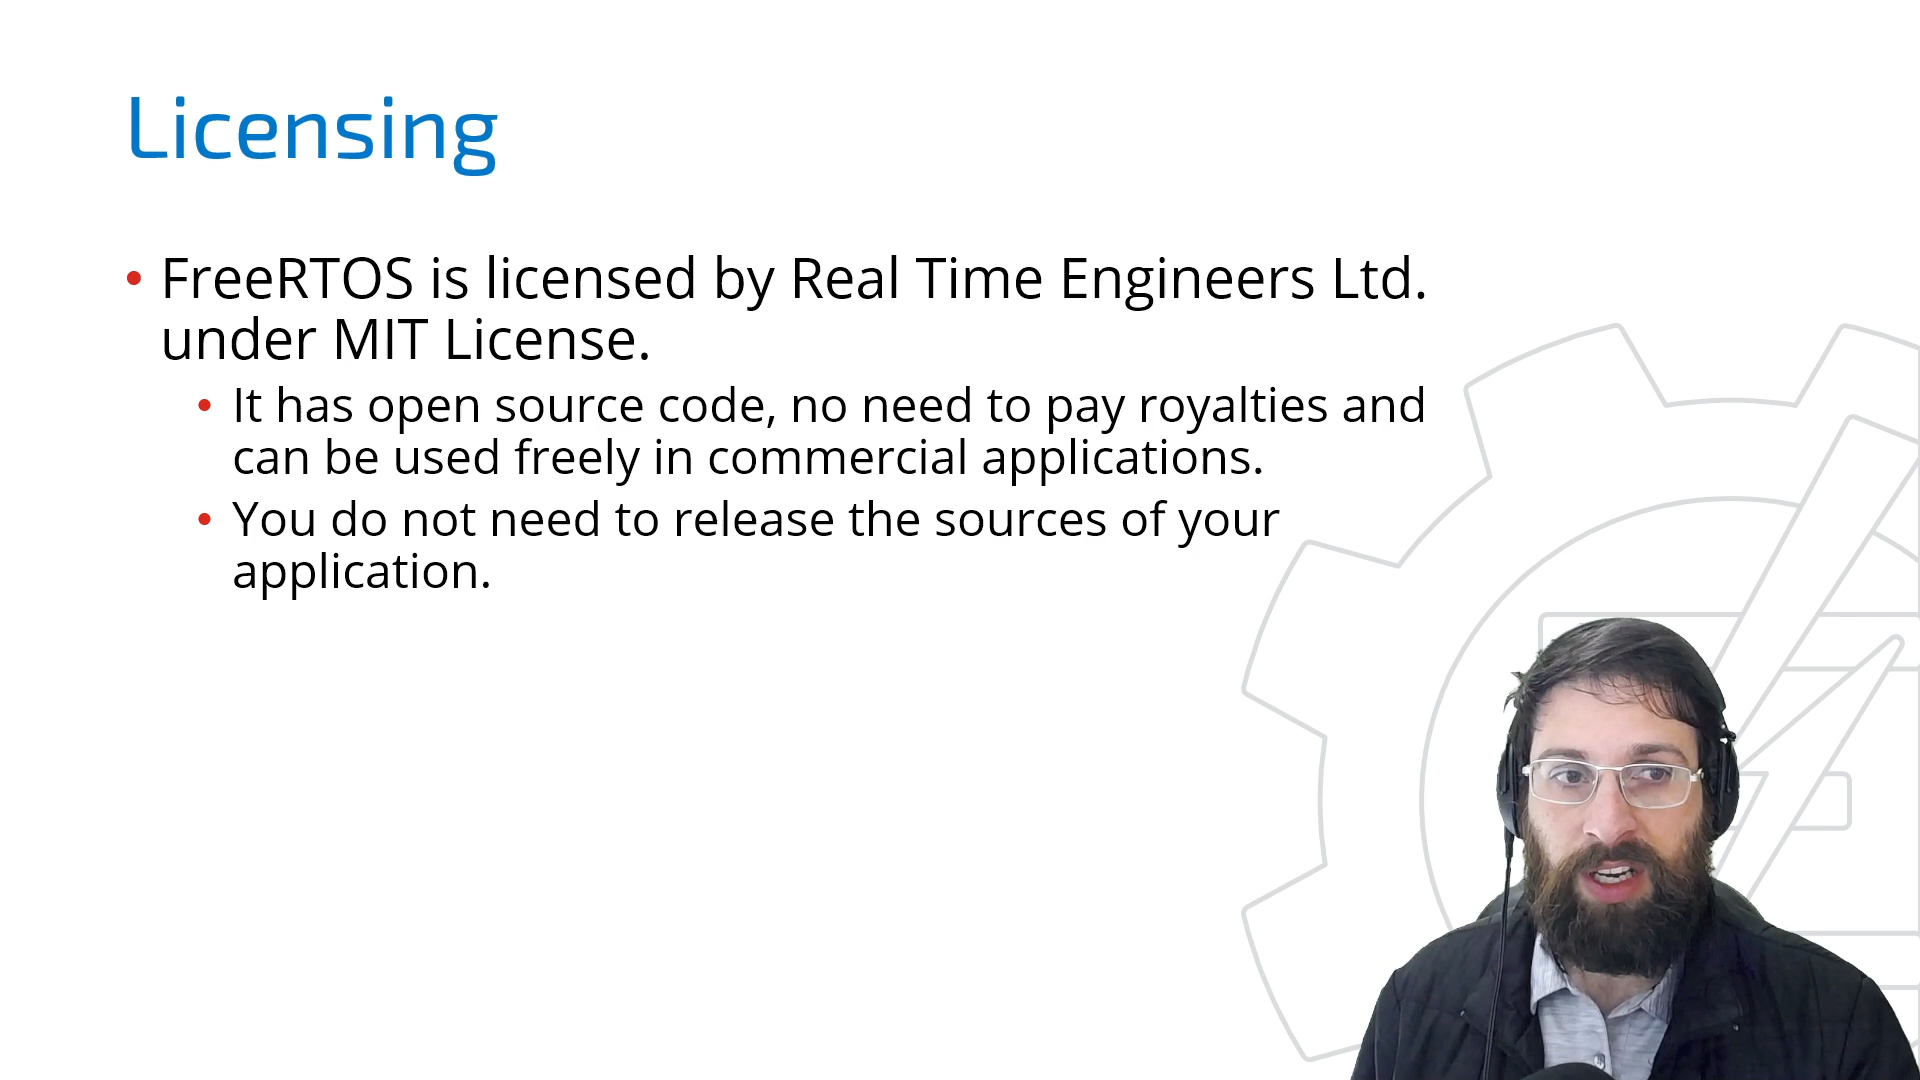 Licensing
• FreeRTOS is licensed by Real Time Engineers Ltd.
under MIT License.
• It has open source code, no need to pay royalties and
can be used freely in commercial applications.
• You do not need to release the sources of your
application.